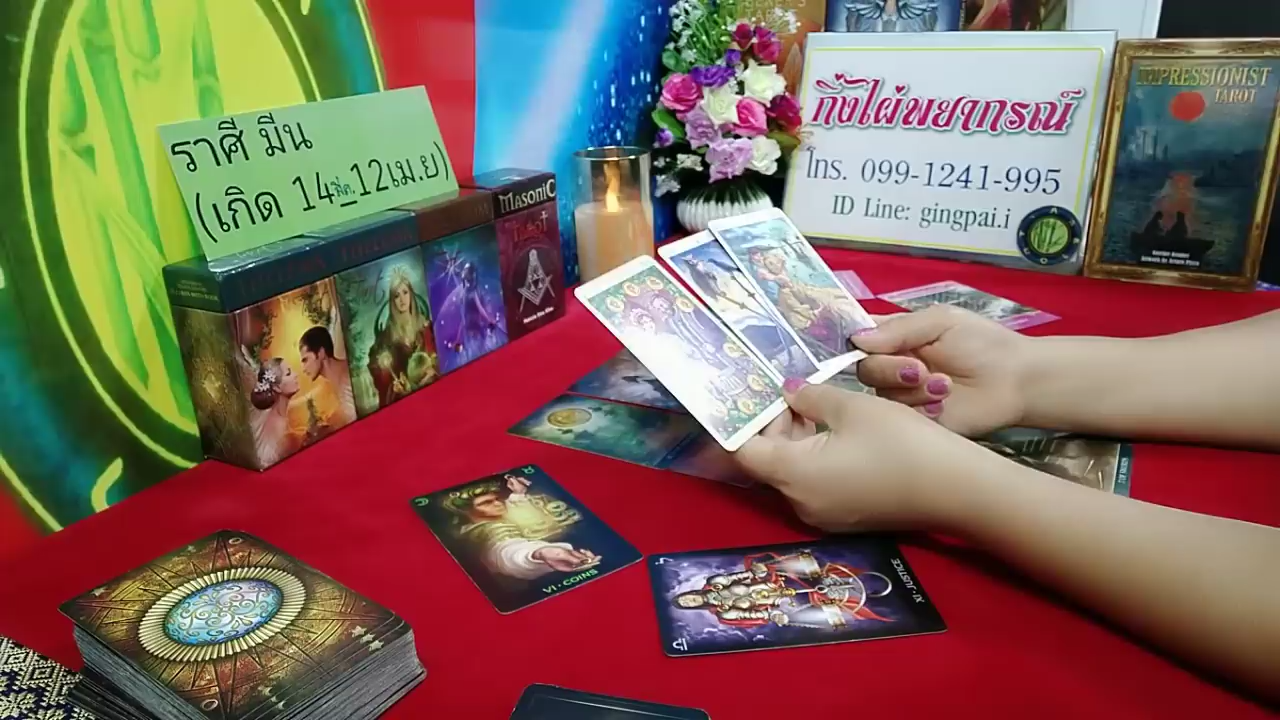 ราศี มีน
(เกิด 14มี.ค.12เม.ย)
MASONIC
TAROT
กิ่งไผ่พยากรณ์
โทร. 099-1241-995
ID Line: gingpai.i
IMPRESSIONIST
TAROT
VI · COINS
XI · JUSTICE